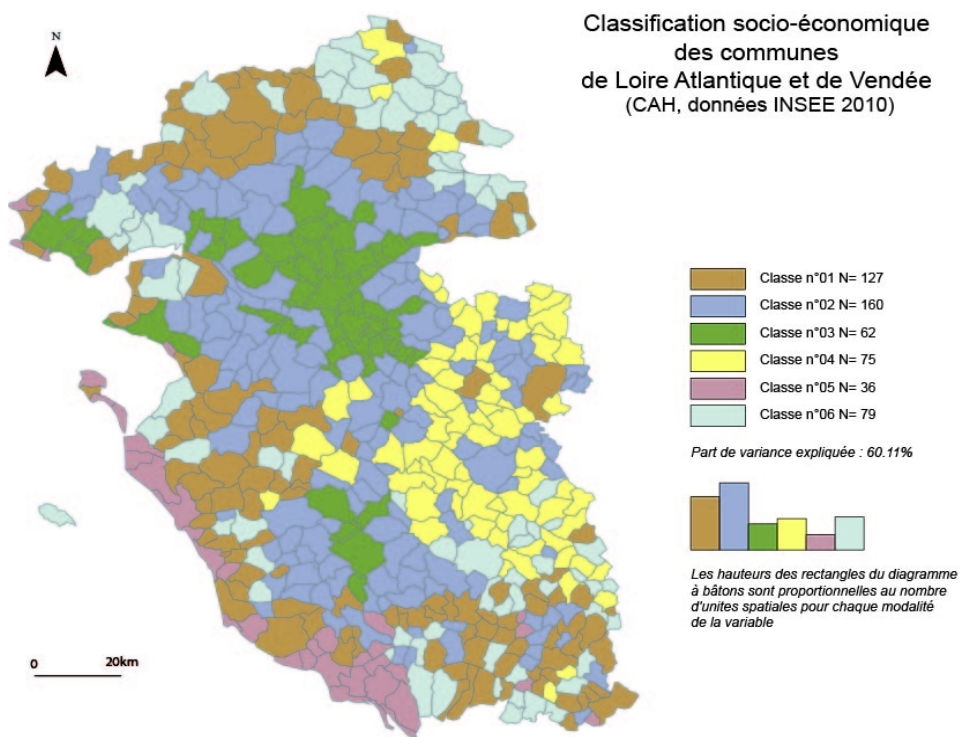 Classification socio-économique
des communes
de Loire Atlantique et de Vendée
(CAH, données INSEE 2010)
N
Classe n°01 N= 127
Classe n°02 N= 160
Classe n°03 N= 62
Classe n°04 N= 75
Classe n°05 N= 36
Classe n°06 N= 79
Part de variance expliquée : 60.11%
Les hauteurs des rectangles du diagramme
à bâtons sont proportionnelles au nombre
d'unites spatiales pour chaque modalité
de la variable
0 20km